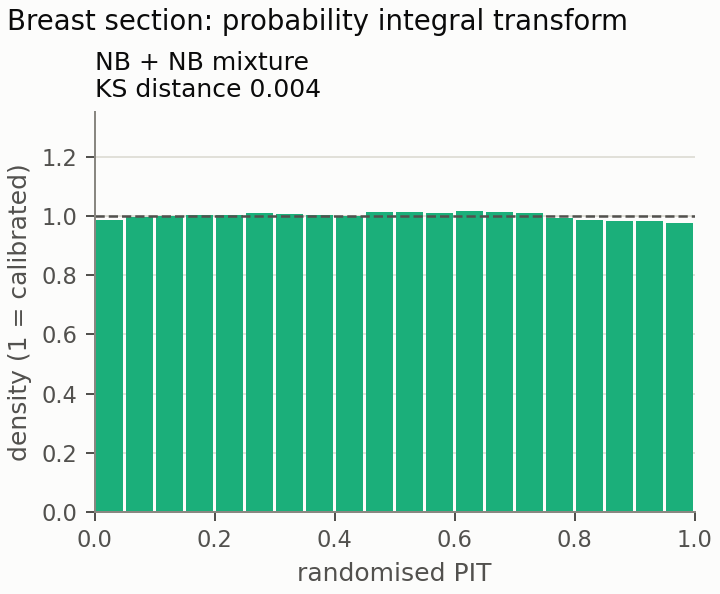 Breast section: probability integral transform
NB + NB mixture
KS distance 0.004
density (1 = calibrated)
1.2
1.0
0.8
0.6
0.4
0.2
0.0
0.0 0.2 0.4 0.6 0.8 1.0
randomised PIT